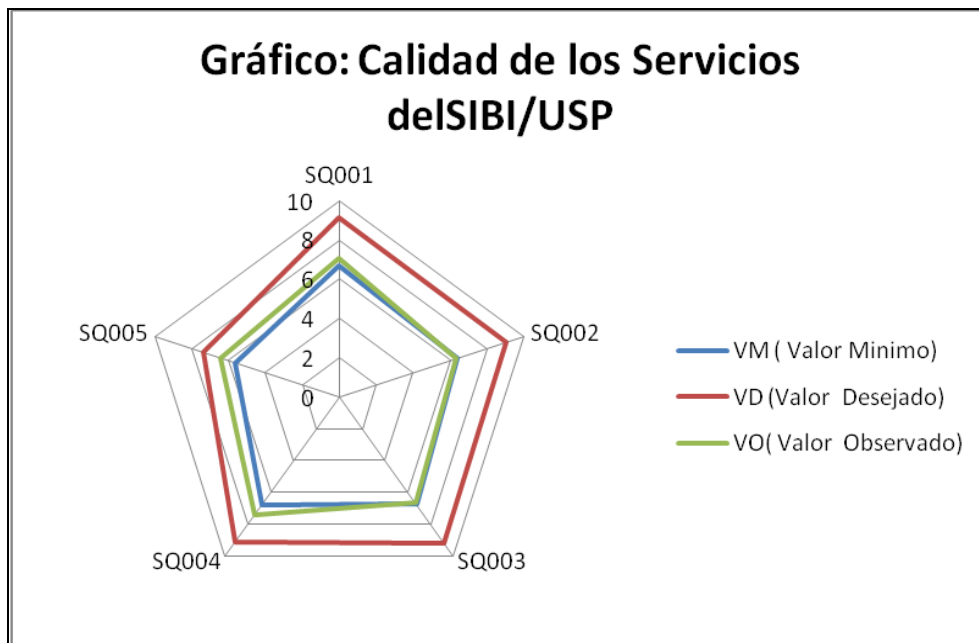 Gráfico: Calidad de los Servicios
delSIBI/USP
SQ001
10
8
6
4
2
0
SQ002
SQ003
SQ004
SQ005
VM ( Valor Minimo)
VD (Valor Desejado)
VO( Valor Observado)